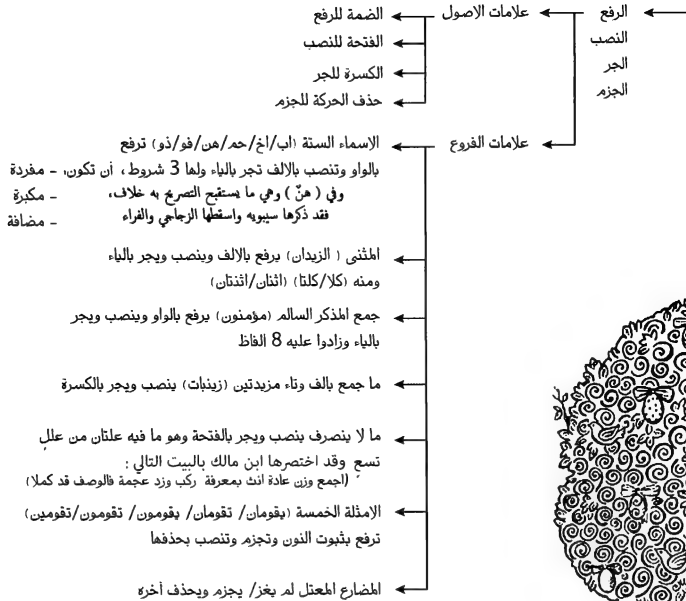 الرفع
النصب
الجر
الجزم
علامات الاصول
الضمة للرفع
الفتحة للنصب
الكسرة للجر
حذف الحركة للجزم
علامات الفروع
الاسماء الستة (اب/اخ/حم/هن/فو/ذو) ترفع
بالواو وتنصب بالالف تجر بالياء ولها 3 شروط، أن تكون، – مفردة
وفي ( هنّ ) وهي ما يستقبح التصريح به خلاف، – مكبرة
فقد ذكرها سيبويه واسقطها الزجاجي والفراء – مضافة
المثنى ( الزيدان) يرفع بالالف وينصب ويجر بالياء
ومنه (كلا/كلتا) (اثنان/اثنتان)
جمع المذكر السالم (مؤمنون) يرفع بالواو وينصب ويجر
بالياء وزادوا عليه 8 الفاظ
ما جمع بالف وتاء مزيدتين (زينبات) ينصب ويجر بالكسرة
ما لا ينصرف ينصب ويجر بالفتحة وهو ما فيه علتان من علل
تسع وقد اختصرها ابن مالك بالبيت التالي :
(اجمع وزن عادة انث بمعرفة ركب وزد عجمة فالوصف قد كملا)
الامثلة الخمسة (يقومان/ تقومان/ يقومون/ تقومون/تقومين)
ترفع بثبوت النون وتجزم وتنصب بحذفها
المضارع المعتل لم يغز/ يجزم ويحذف أخره